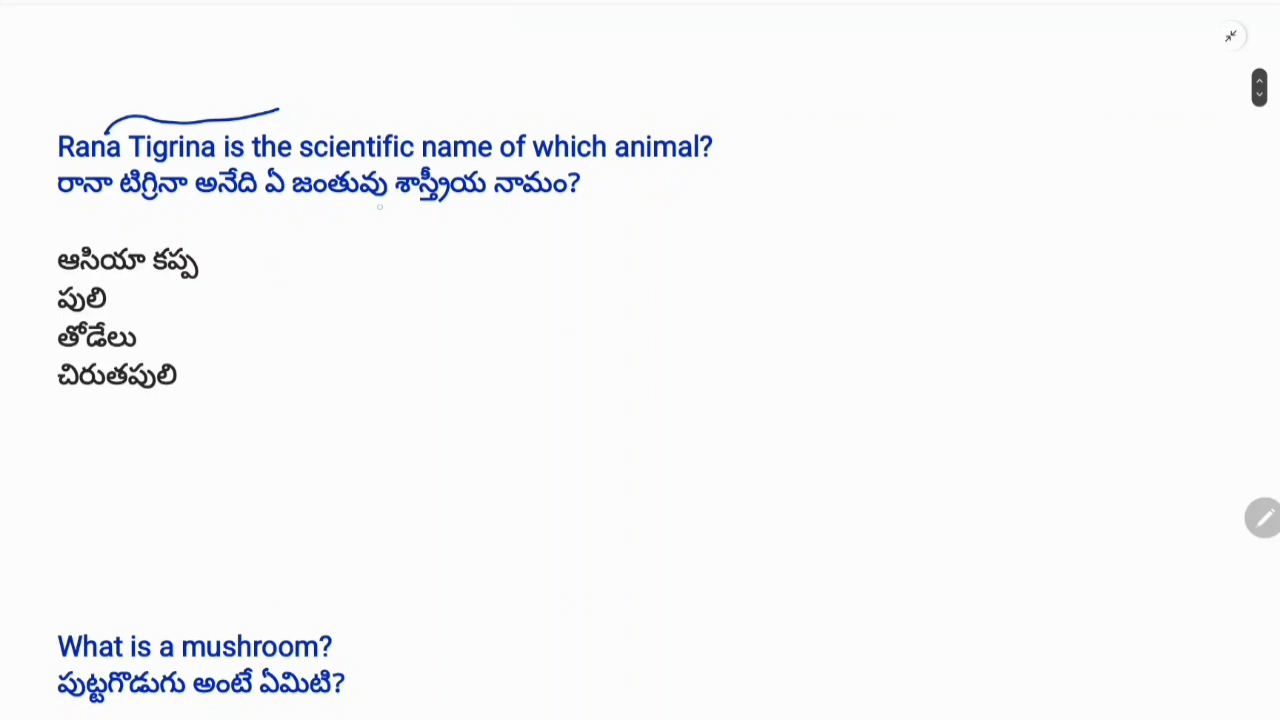 Rana Tigrina is the scientific name of which animal?
రానా టిగ్రినా అనేది ఏ జంతువు శాస్త్రీయ నామం?
ఆసియా కప్ప
పులి
తోడేలు
చిరుతపులి
What is a mushroom?
పుట్టగొడుగు అంటే ఏమిటి?